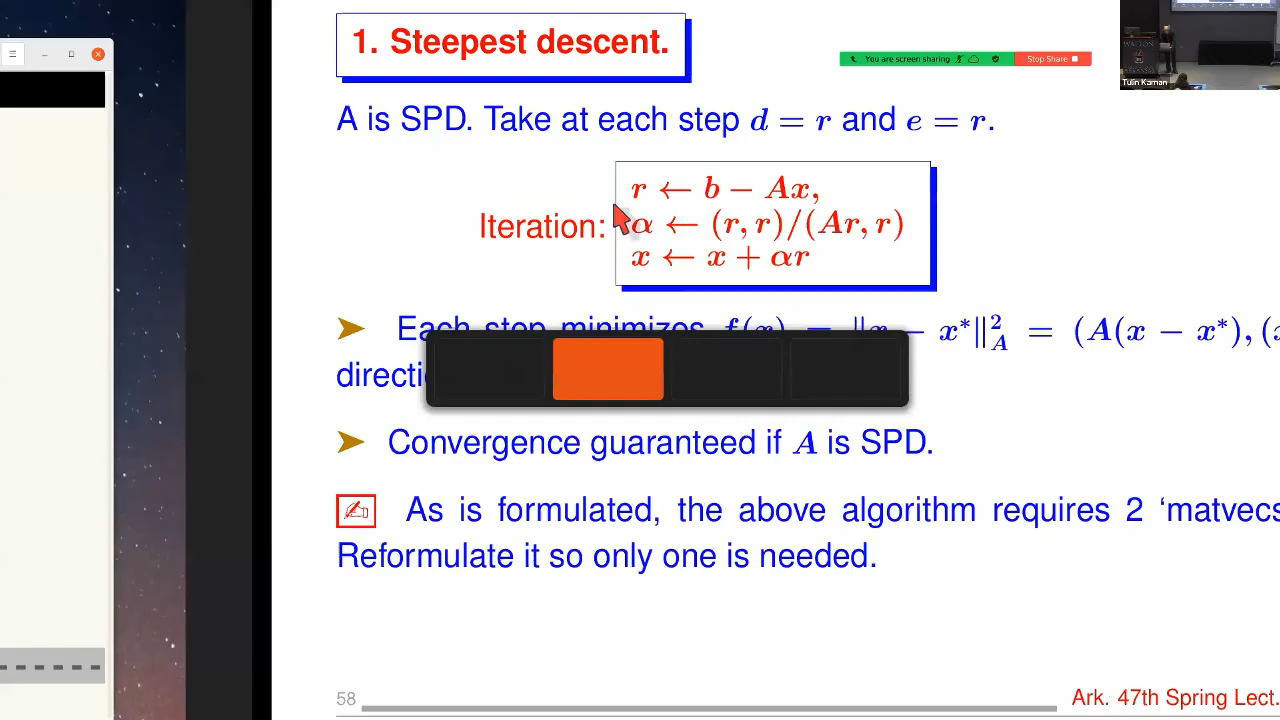 1. Steepest descent.
You are screen sharing
Stop Share
Tulin Kaman
A is SPD. Take at each step d = r and e = r.
Iteration:
r ← b − Ax,
α ← (r, r)/(Ar, r)
x ← x + αr
➤ Each step minimizes f(x) = ‖x − x*‖²_A = (A(x − x*), (x
directi
➤ Convergence guaranteed if A is SPD.
As is formulated, the above algorithm requires 2 ‘matvecs
Reformulate it so only one is needed.
58
Ark. 47th Spring Lect.